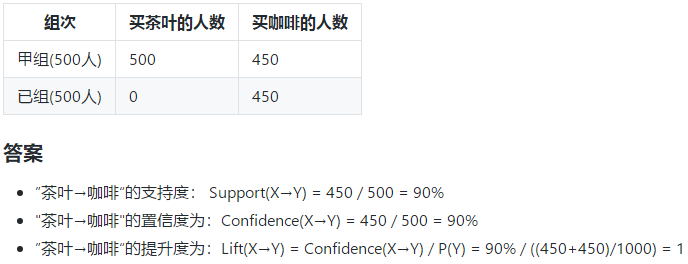 组次 买茶叶的人数 买咖啡的人数
甲组(500人) 500 450
已组(500人) 0 450
答案
"茶叶→咖啡"的支持度： Support(X→Y) = 450 / 500 = 90%
"茶叶→咖啡"的置信度为：Confidence(X→Y) = 450 / 500 = 90%
"茶叶→咖啡"的提升度为：Lift(X→Y) = Confidence(X→Y) / P(Y) = 90% / ((450+450)/1000) = 1